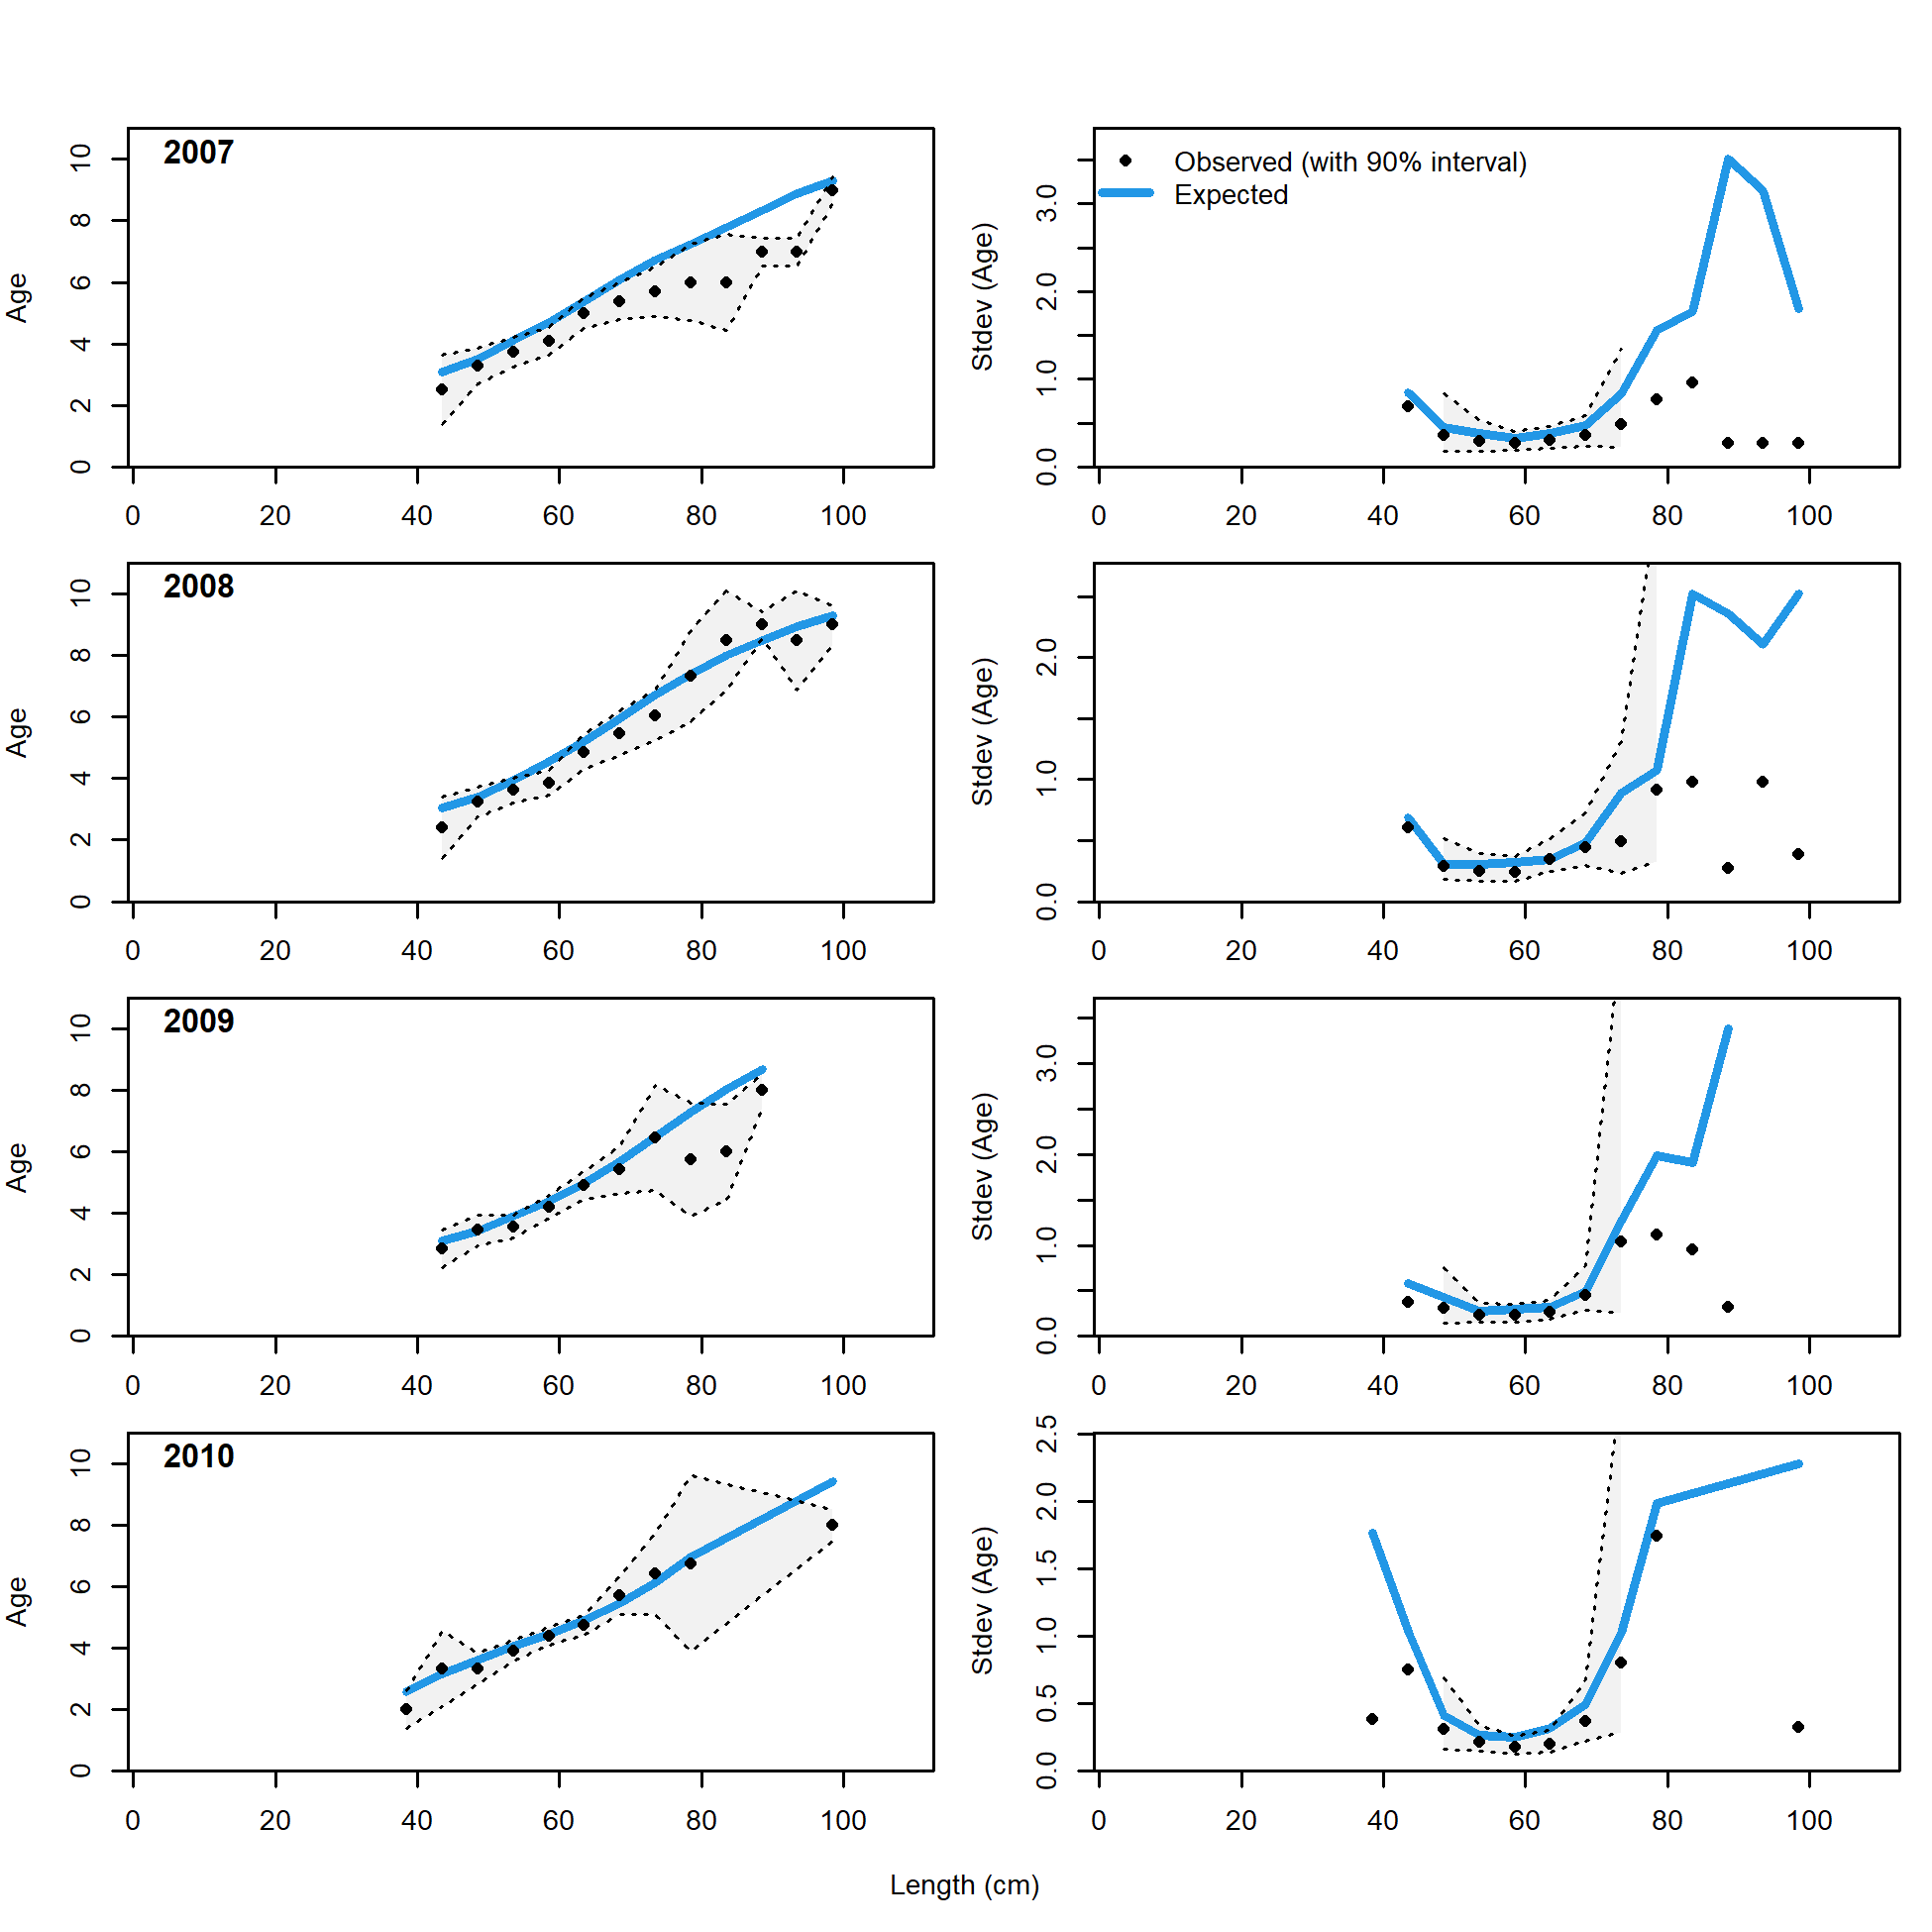 2007
Age
0 2 4 6 8 10
0 20 40 60 80 100
Observed (with 90% interval)
Expected
Stdev (Age)
0.0 1.0 2.0 3.0
0 20 40 60 80 100
2008
Age
0 2 4 6 8 10
0 20 40 60 80 100
Stdev (Age)
0.0 1.0 2.0
0 20 40 60 80 100
2009
Age
0 2 4 6 8 10
0 20 40 60 80 100
Stdev (Age)
0.0 1.0 2.0 3.0
0 20 40 60 80 100
2010
Age
0 2 4 6 8 10
0 20 40 60 80 100
Stdev (Age)
0.0 0.5 1.0 1.5 2.0 2.5
0 20 40 60 80 100
Length (cm)